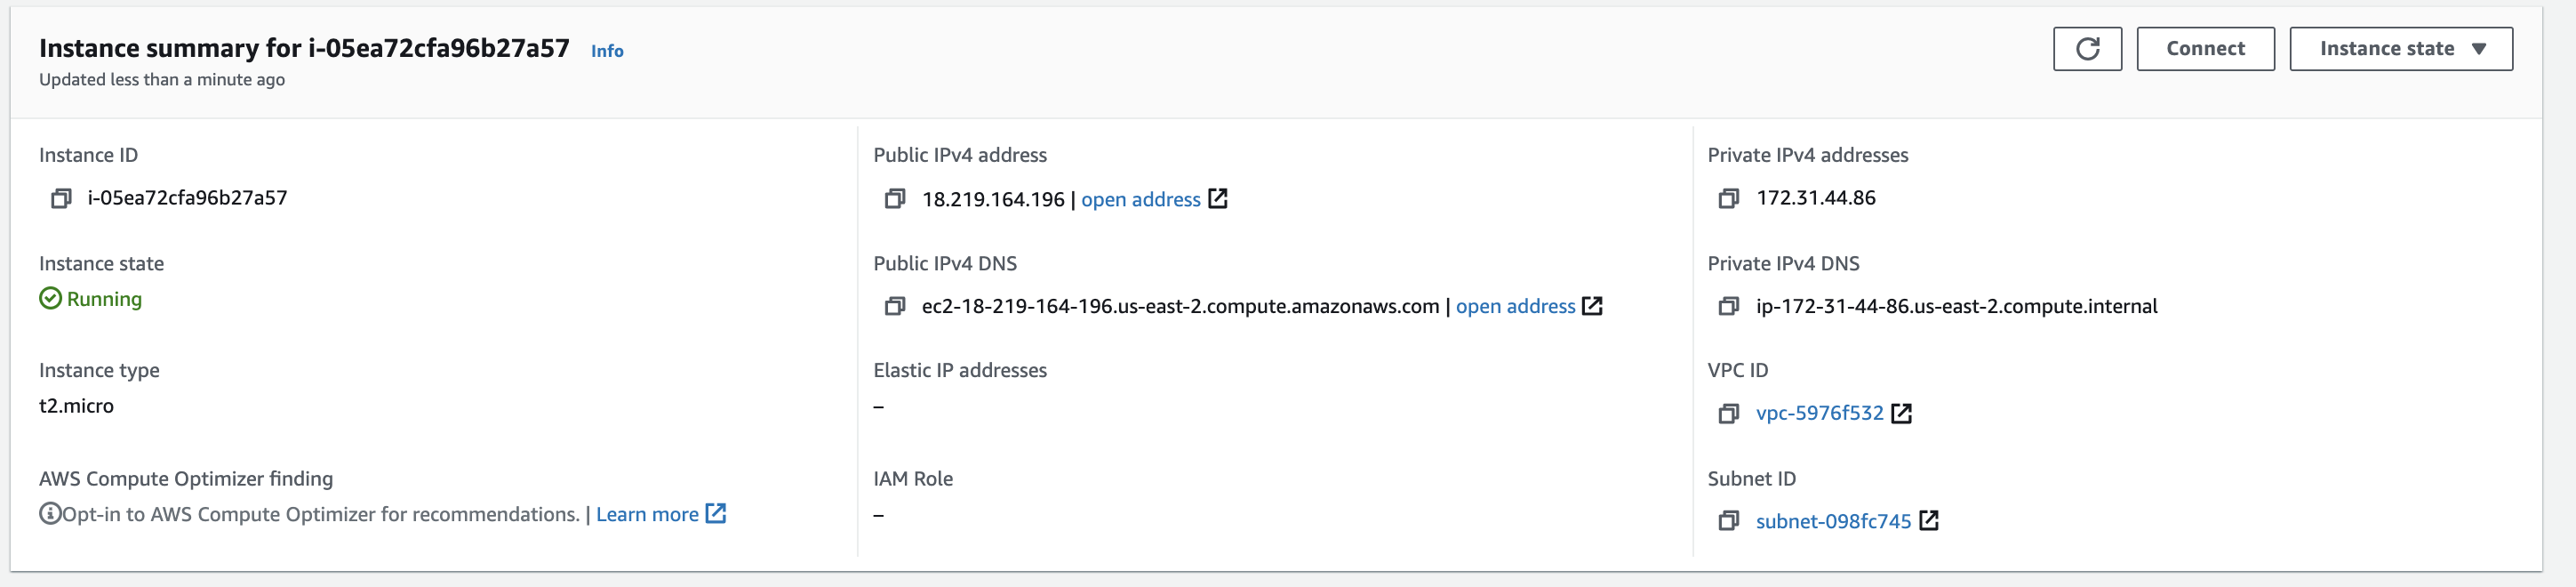 Instance summary for i-05ea72cfa96b27a57 Info
Updated less than a minute ago
Connect
Instance state
Instance ID
i-05ea72cfa96b27a57
Public IPv4 address
18.219.164.196 | open address
Private IPv4 addresses
172.31.44.86
Instance state
Running
Public IPv4 DNS
ec2-18-219-164-196.us-east-2.compute.amazonaws.com | open address
Private IPv4 DNS
ip-172-31-44-86.us-east-2.compute.internal
Instance type
t2.micro
Elastic IP addresses
–
VPC ID
vpc-5976f532
AWS Compute Optimizer finding
Opt-in to AWS Compute Optimizer for recommendations. | Learn more
IAM Role
–
Subnet ID
subnet-098fc745